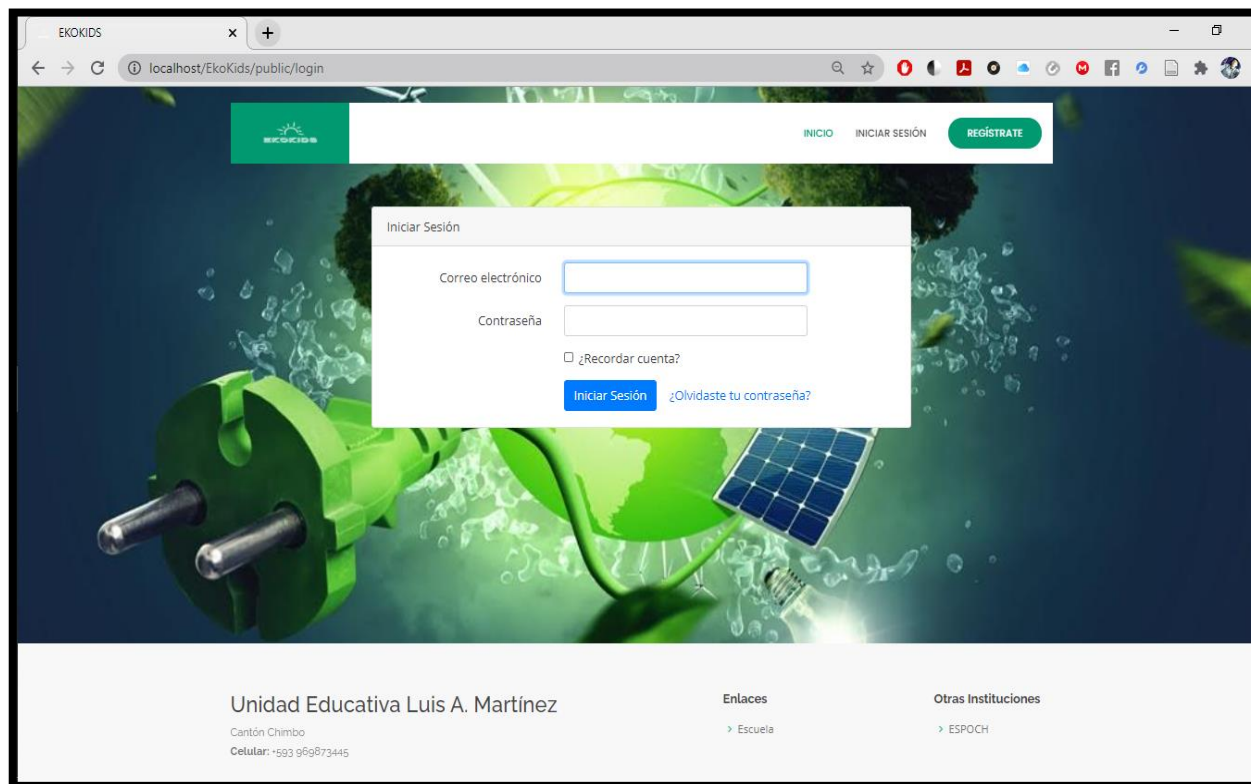 EKOKIDS
localhost/EkoKids/public/login
EKOKIDS
INICIO INICIAR SESIÓN REGÍSTRATE
Iniciar Sesión
Correo electrónico
Contraseña
¿Recordar cuenta?
Iniciar Sesión ¿Olvidaste tu contraseña?
Unidad Educativa Luis A. Martínez Enlaces Otras Instituciones
Cantón Chimbo > Escuela > ESPOCH
Celular: +593 969873445